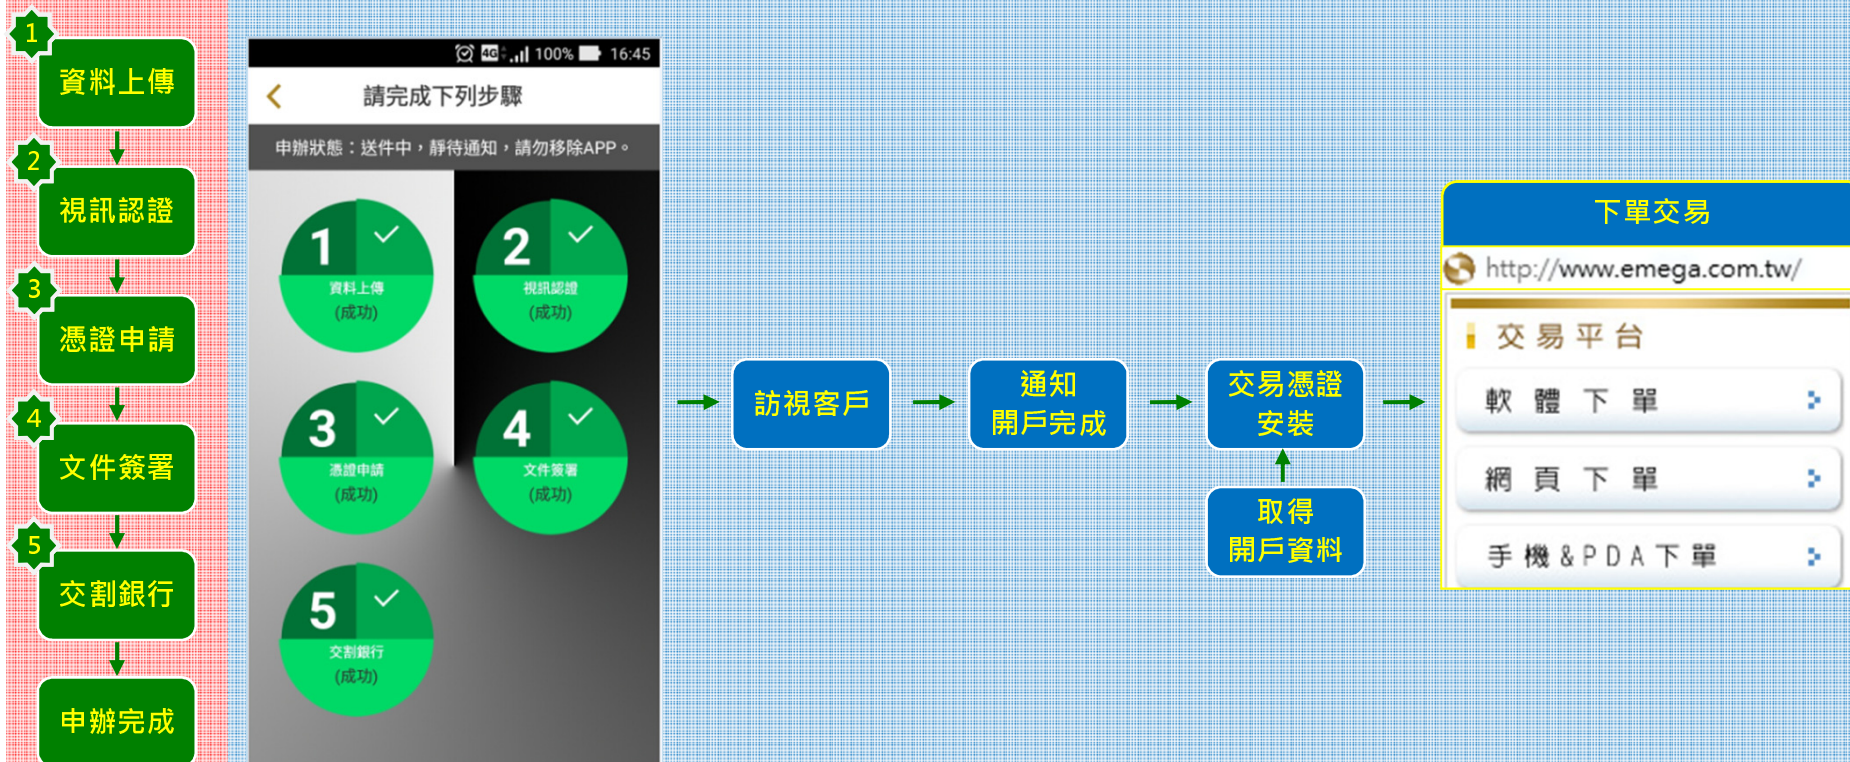 1
資料上傳
2
視訊認證
3
憑證申請
4
文件簽署
5
交割銀行
申辦完成
4G 100% 16:45
請完成下列步驟
申辦狀態：送件中，靜待通知，請勿移除APP。
1
資料上傳
(成功)
2
視訊認證
(成功)
3
憑證申請
(成功)
4
文件簽署
(成功)
5
交割銀行
(成功)
訪視客戶
通知
開戶完成
交易憑證
安裝
取得
開戶資料
下單交易
http://www.emega.com.tw/
交易平台
軟體下單
網頁下單
手機&PDA下單